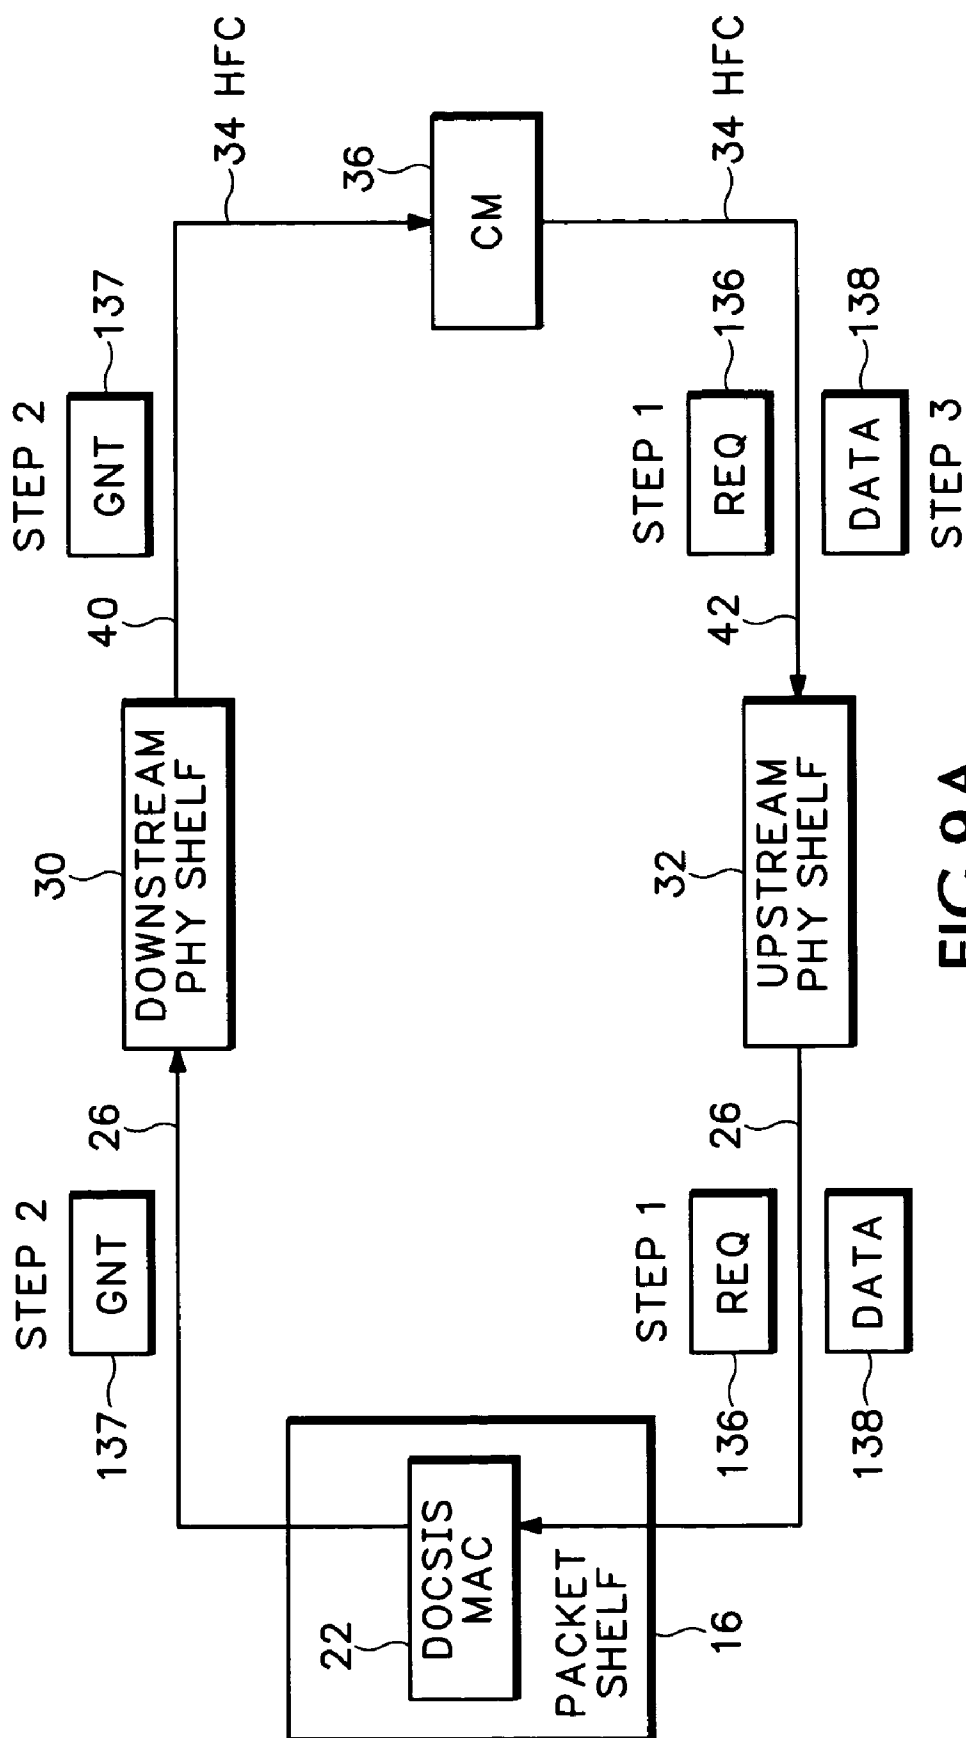 STEP 2
GNT
137
26
30
DOWNSTREAM
PHY SHELF
40
STEP 2
GNT
137
34 HFC
22
DOCSIS
MAC
PACKET
SHELF
16
36
CM
STEP 1
REQ
136
DATA
138
26
32
UPSTREAM
PHY SHELF
42
STEP 1
REQ
136
DATA
138
STEP 3
34 HFC
FIG